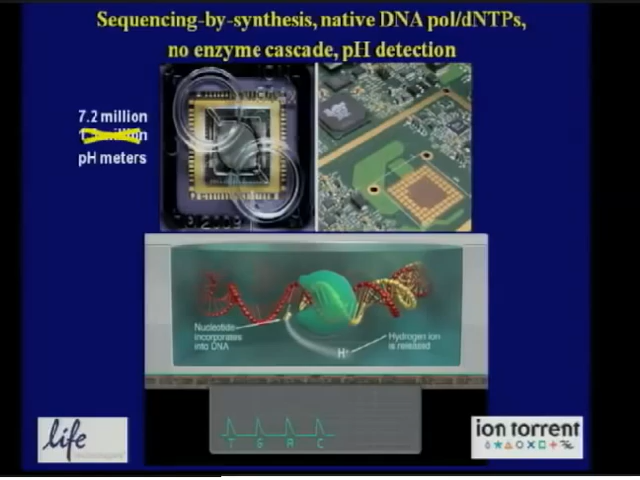 Sequencing-by-synthesis, native DNA pol/dNTPs,
no enzyme cascade, pH detection
7.2 million
pH meters
Nucleotide
incorporates
into DNA
H+
Hydrogen ion
is released
T G A C
life
ion torrent